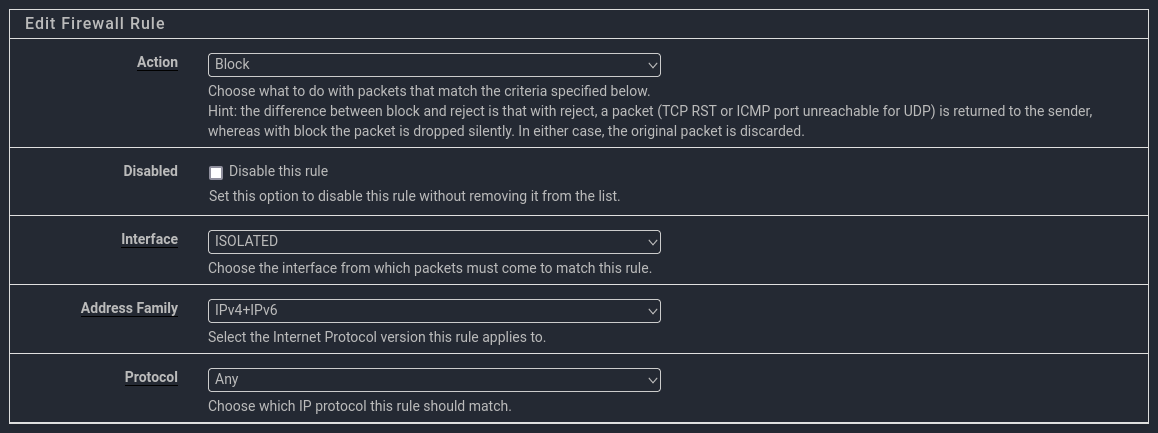 Edit Firewall Rule
Action
Block
Choose what to do with packets that match the criteria specified below.
Hint: the difference between block and reject is that with reject, a packet (TCP RST or ICMP port unreachable for UDP) is returned to the sender,
whereas with block the packet is dropped silently. In either case, the original packet is discarded.
Disabled
Disable this rule
Set this option to disable this rule without removing it from the list.
Interface
ISOLATED
Choose the interface from which packets must come to match this rule.
Address Family
IPv4+IPv6
Select the Internet Protocol version this rule applies to.
Protocol
Any
Choose which IP protocol this rule should match.